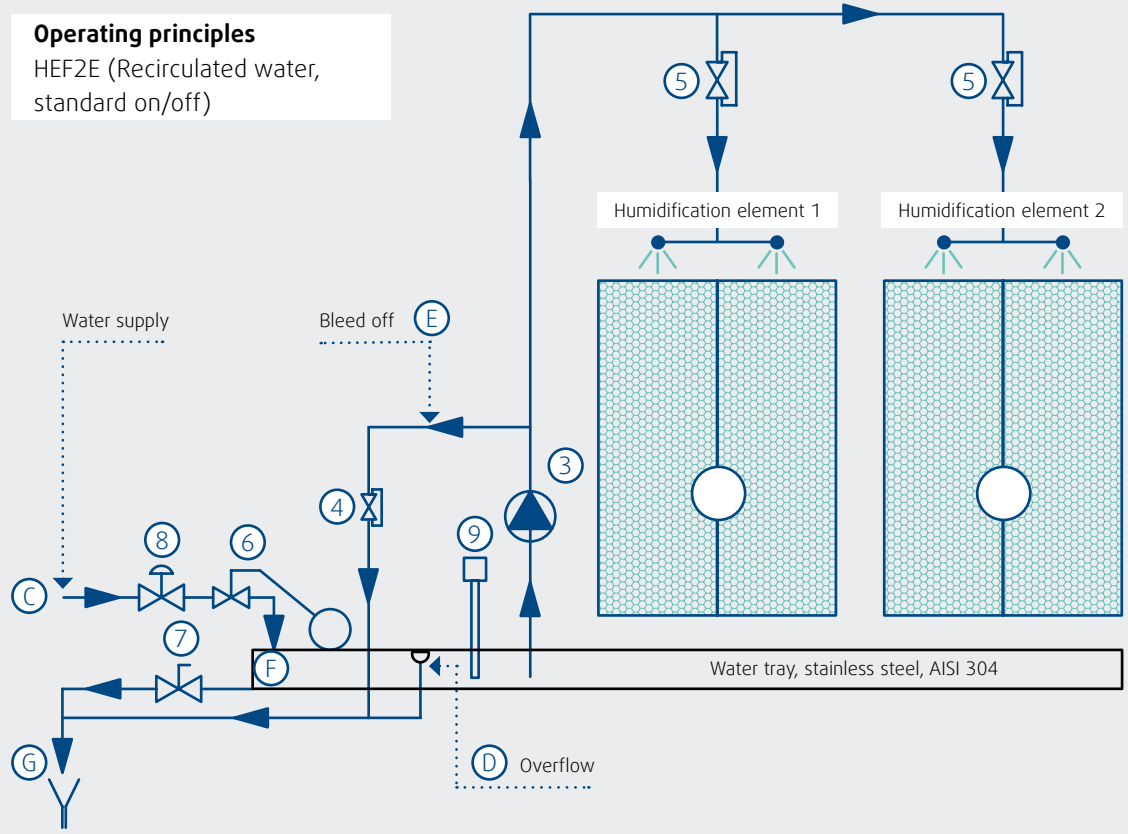 Operating principles
HEF2E (Recirculated water,
standard on/off)
5
5
Humidification element 1
Humidification element 2
Water supply
Bleed off
E
3
4
9
8
6
C
7
F
Water tray, stainless steel, AISI 304
G
D
Overflow